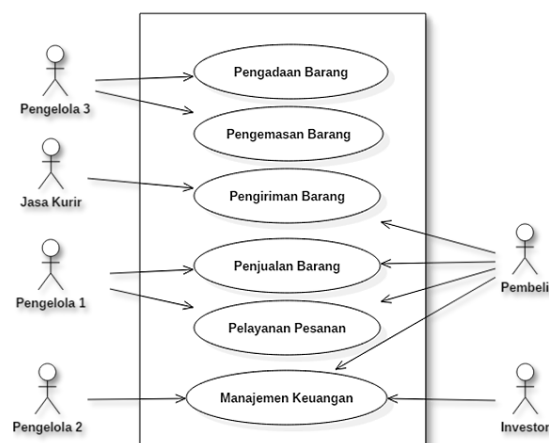 Pengadaan Barang
Pengelola 3
Pengemasan Barang
Pengiriman Barang
Jasa Kurir
Penjualan Barang
Pembeli
Pengelola 1
Pelayanan Pesanan
Manajemen Keuangan
Pengelola 2
Investor